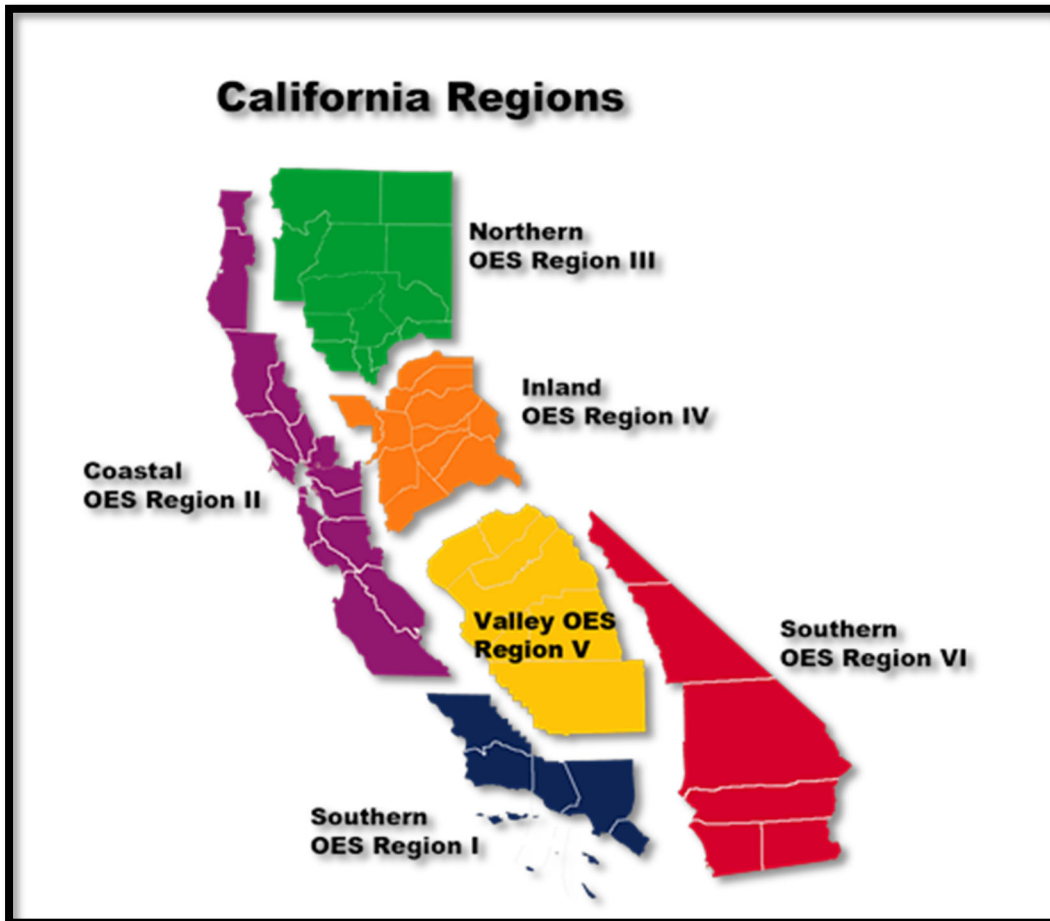 California Regions
Northern
OES Region III
Inland
OES Region IV
Coastal
OES Region II
Valley OES
Region V
Southern
OES Region VI
Southern
OES Region I